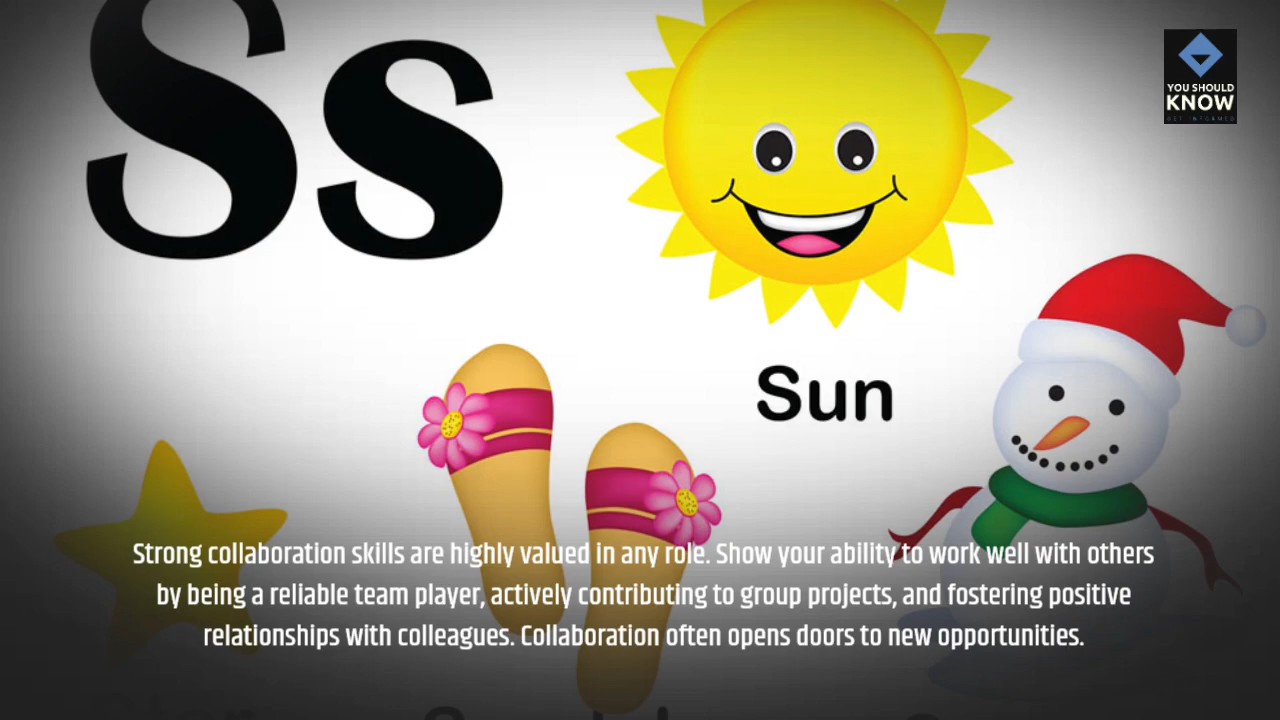 Ss
YOU SHOULD
KNOW
GET INFORMED
Sun
Strong collaboration skills are highly valued in any role. Show your ability to work well with others
by being a reliable team player, actively contributing to group projects, and fostering positive
relationships with colleagues. Collaboration often opens doors to new opportunities.